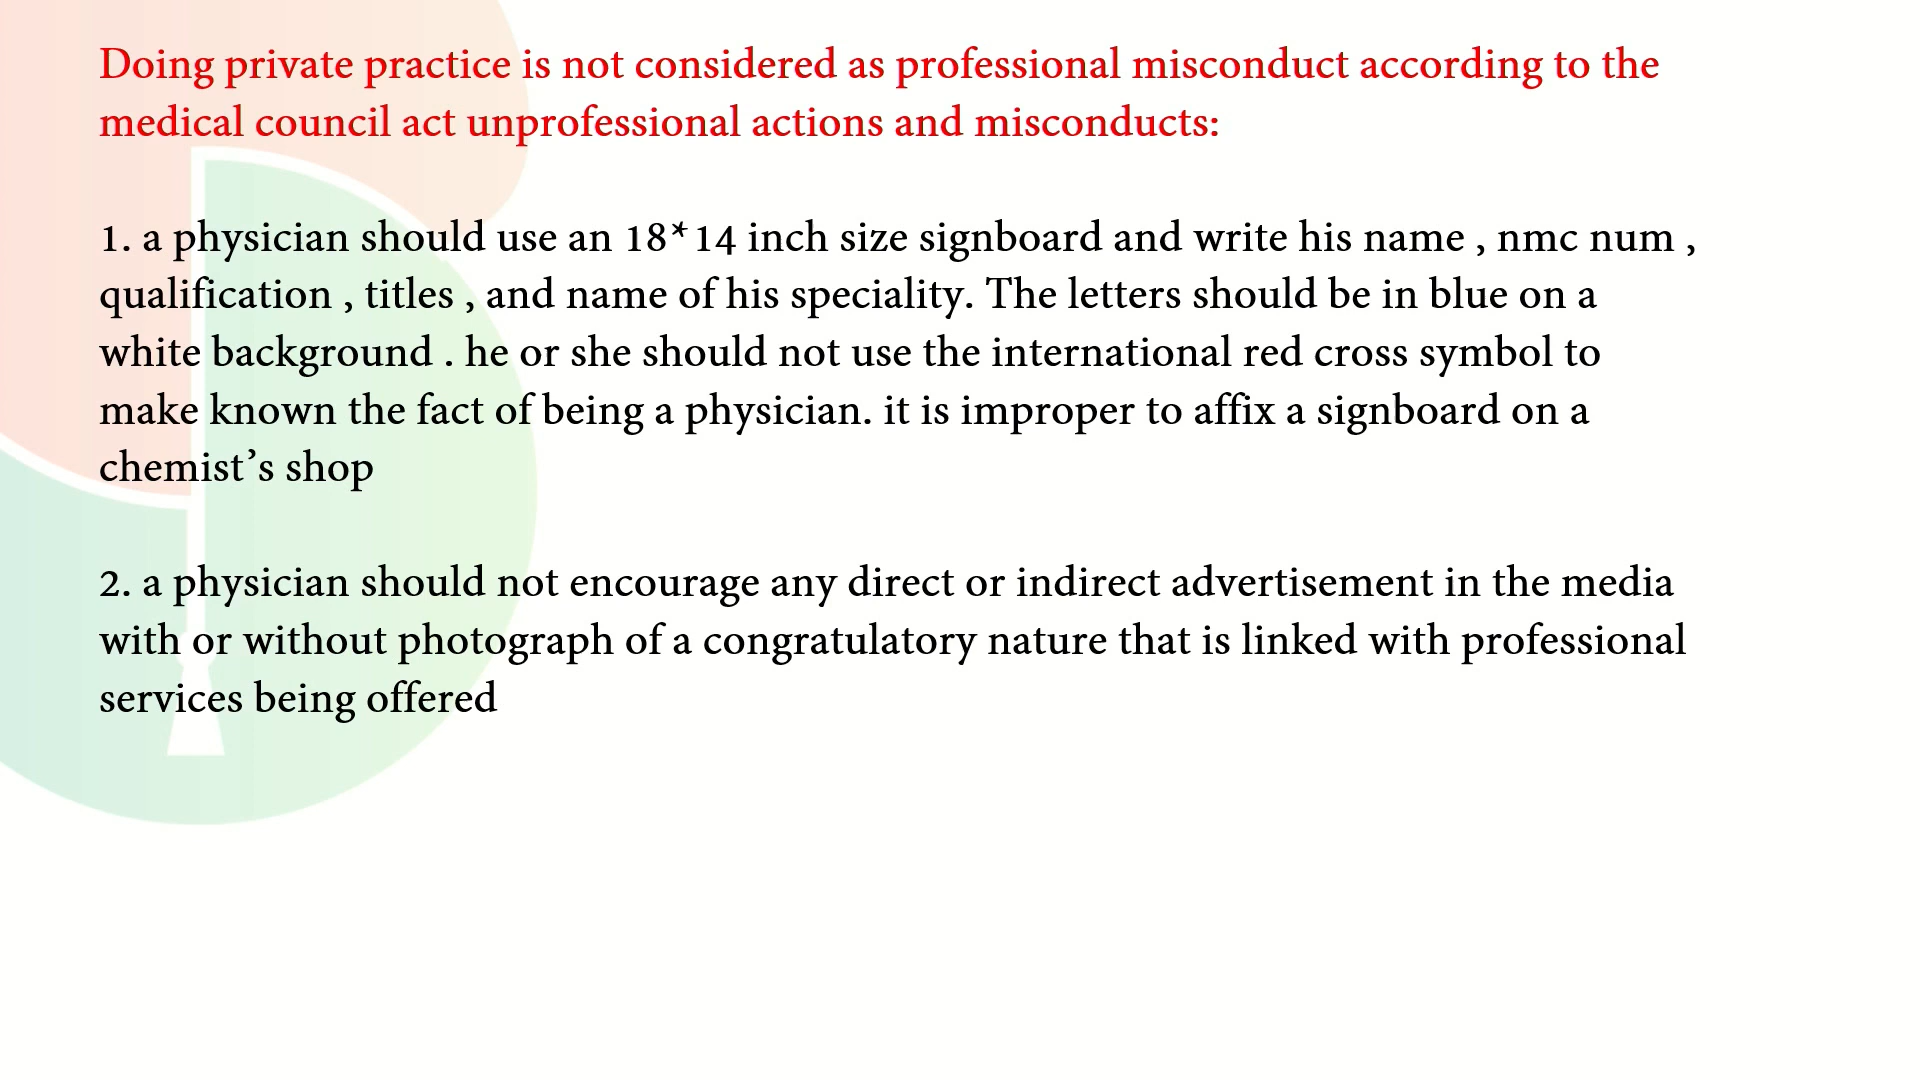 Doing private practice is not considered as professional misconduct according to the
medical council act unprofessional actions and misconducts:
1. a physician should use an 18*14 inch size signboard and write his name , nmc num ,
qualification , titles , and name of his speciality. The letters should be in blue on a
white background . he or she should not use the international red cross symbol to
make known the fact of being a physician. it is improper to affix a signboard on a
chemist’s shop
2. a physician should not encourage any direct or indirect advertisement in the media
with or without photograph of a congratulatory nature that is linked with professional
services being offered